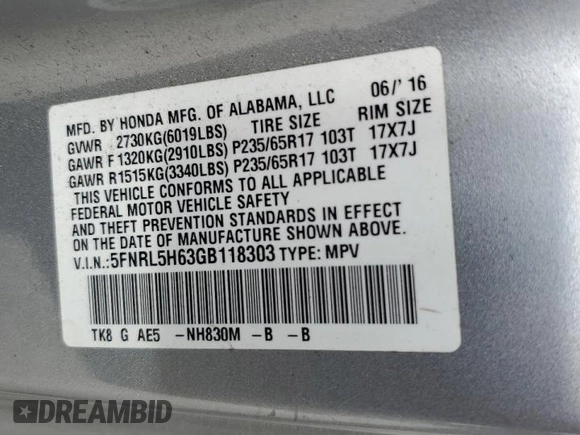 MFD. BY HONDA MFG. OF ALABAMA, LLC 06/'16
GVWR 2730KG(6019LBS) TIRE SIZE RIM SIZE
GAWR F1320KG(2910LBS) P235/65R17 103T 17X7J
GAWR R1515KG(3340LBS) P235/65R17 103T 17X7J
THIS VEHICLE CONFORMS TO ALL APPLICABLE
FEDERAL MOTOR VEHICLE SAFETY
AND THEFT PREVENTION STANDARDS IN EFFECT
ON THE DATE OF MANUFACTURE SHOWN ABOVE.
V.I.N.:5FNRL5H63GB118303 TYPE: MPV
TK8 G AE5 -NH830M -B -B
DREAMBID